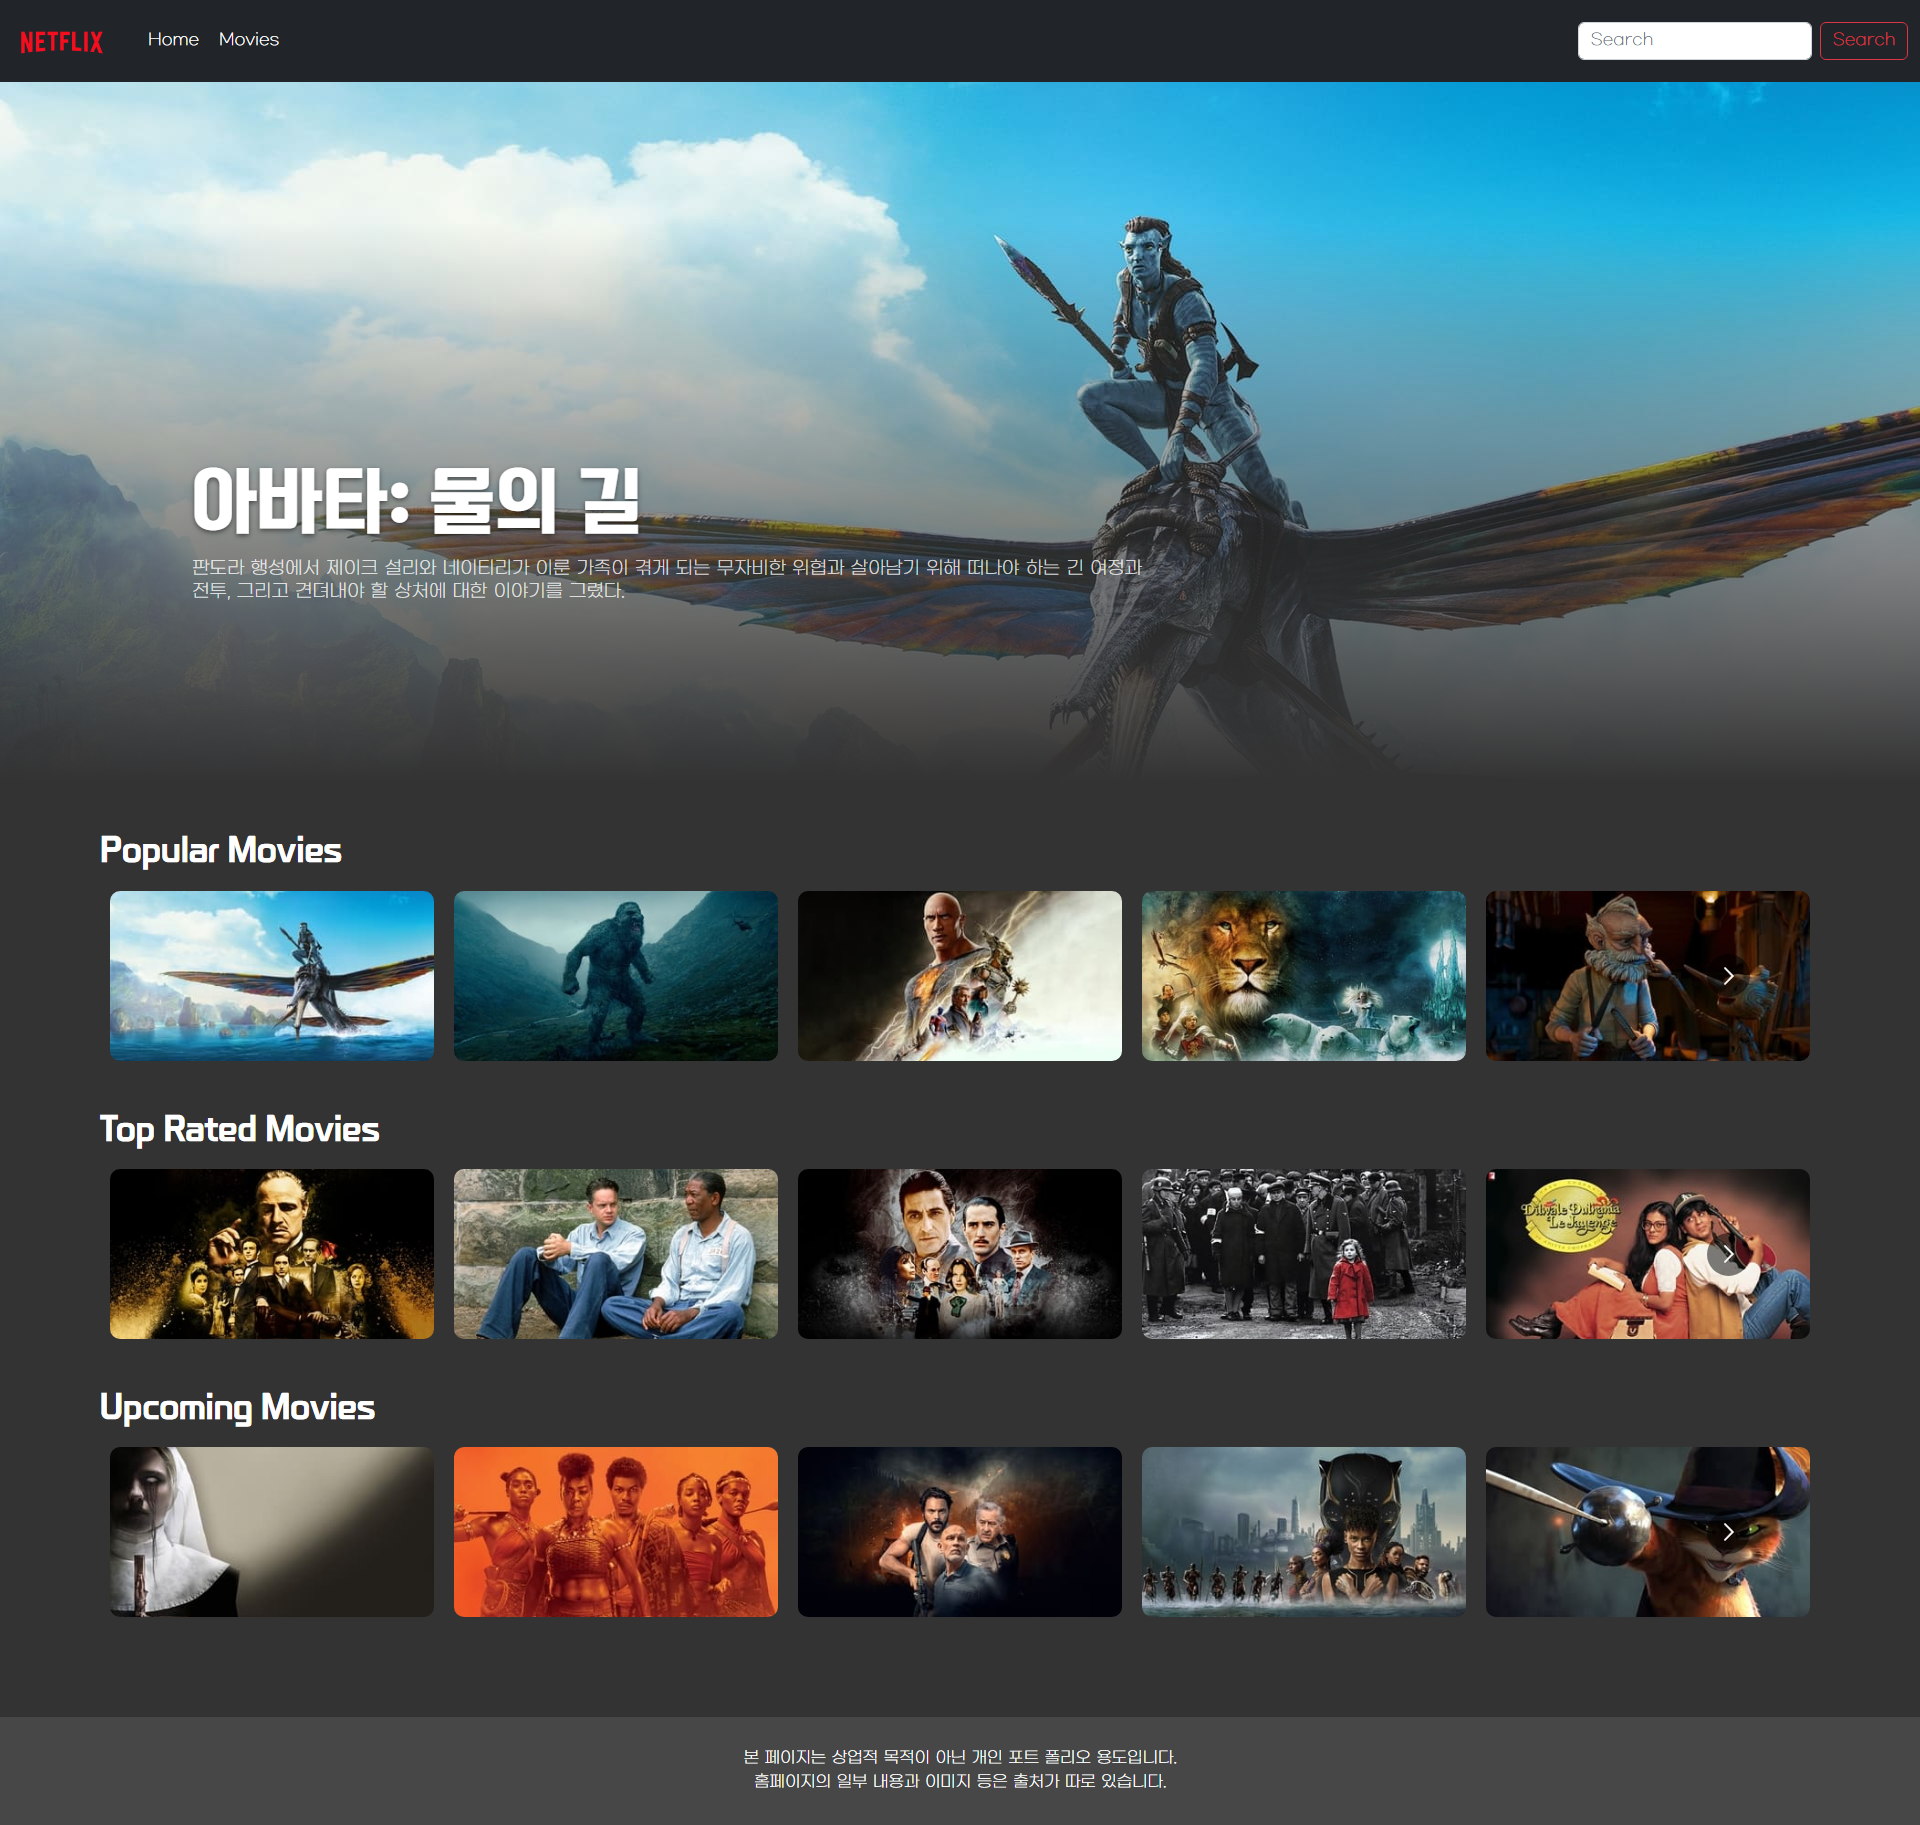 NETFLIX
Home
Movies
Search
Search
아바타: 물의 길
판도라 행성에서 제이크 설리와 네이티리가 이룬 가족이 겪게 되는 무자비한 위협과 살아남기 위해 떠나야 하는 긴 여정과
전투, 그리고 견뎌내야 할 상처에 대한 이야기를 그렸다.
Popular Movies
Top Rated Movies
Dilwale Dulhania
Le Jayenge
Upcoming Movies
본 페이지는 상업적 목적이 아닌 개인 포트 폴리오 용도입니다.
홈페이지의 일부 내용과 이미지 등은 출처가 따로 있습니다.